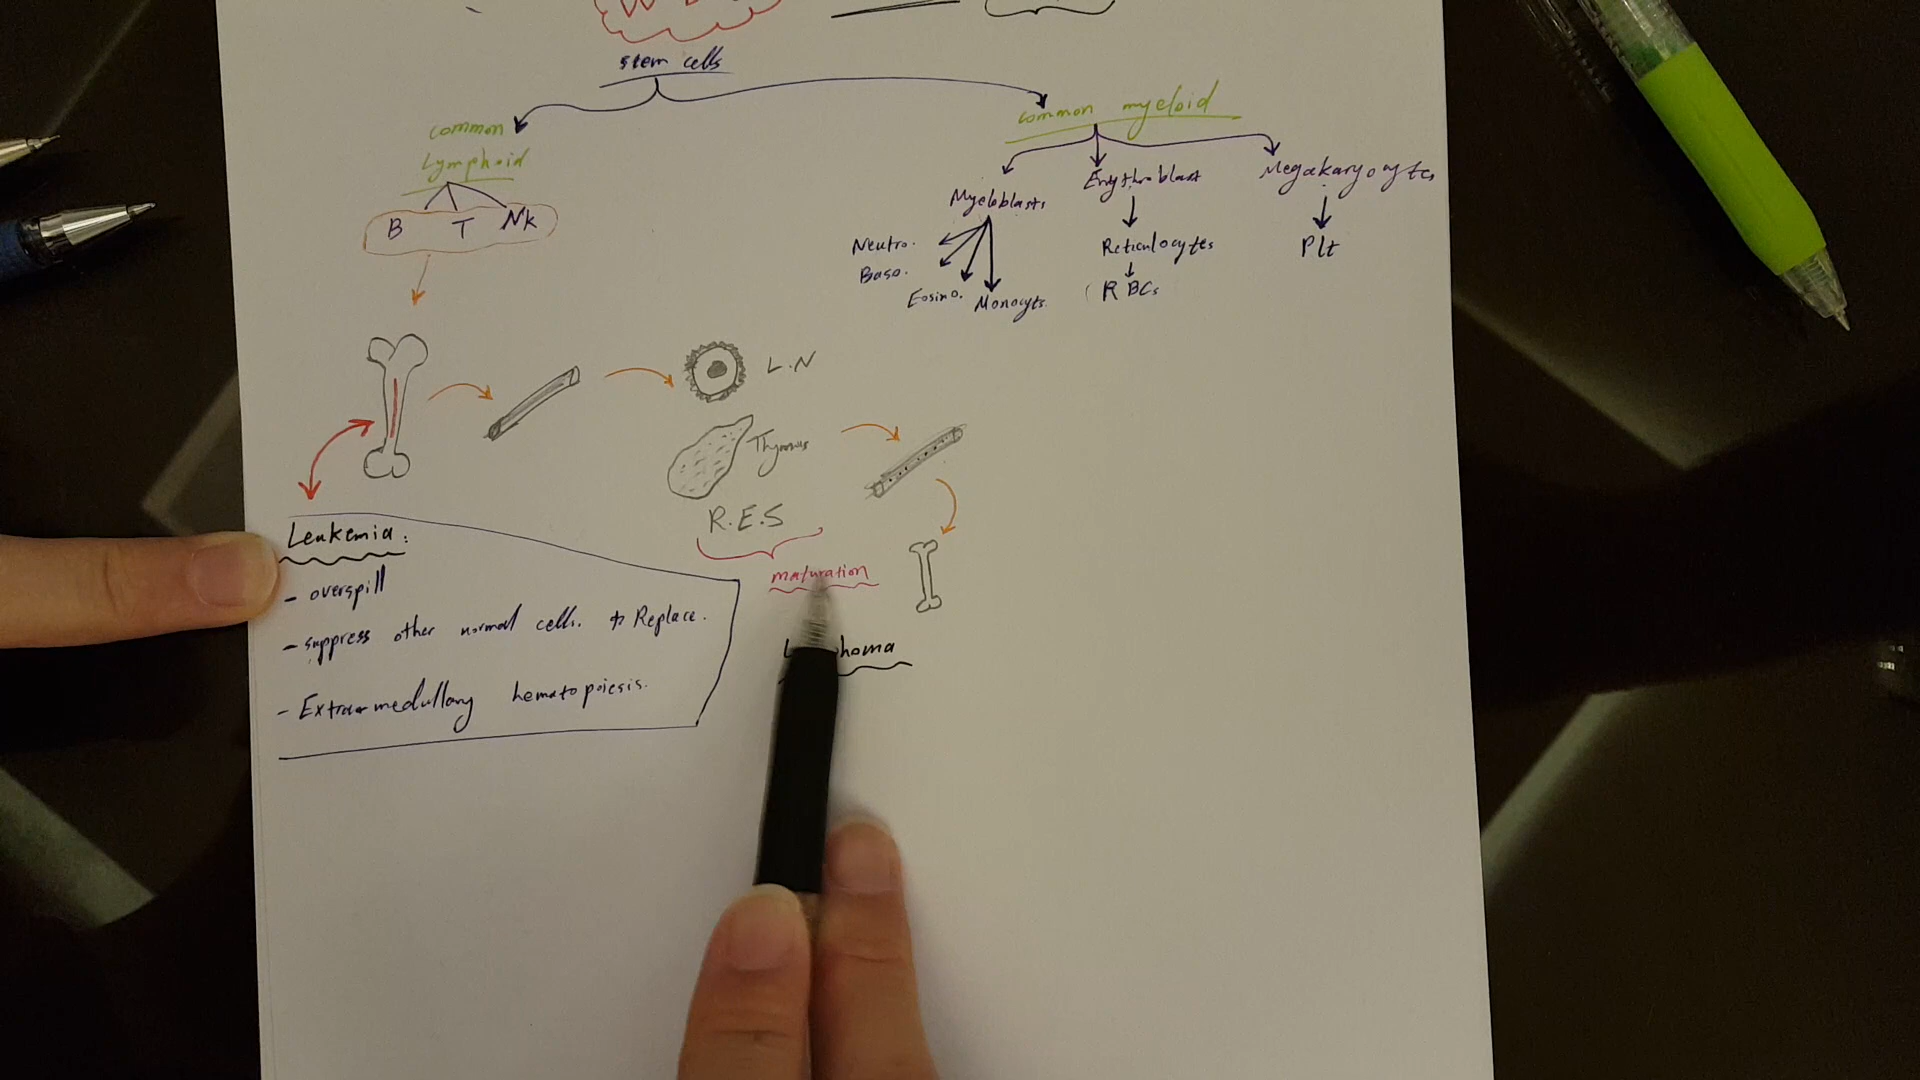 stem cells
common
Lymphoid
B T NK
common myeloid
Myeloblasts
Erythroblast
Megakaryocytes
Neutro.
Baso.
Eosino.
Monocyts.
Reticulocytes
RBCs
Plt
L.N
Thymus
R.E.S
maturation
Leukemia:
- overspill
- suppress other normal cells. & Replace.
- Extramedullary hematopoiesis.